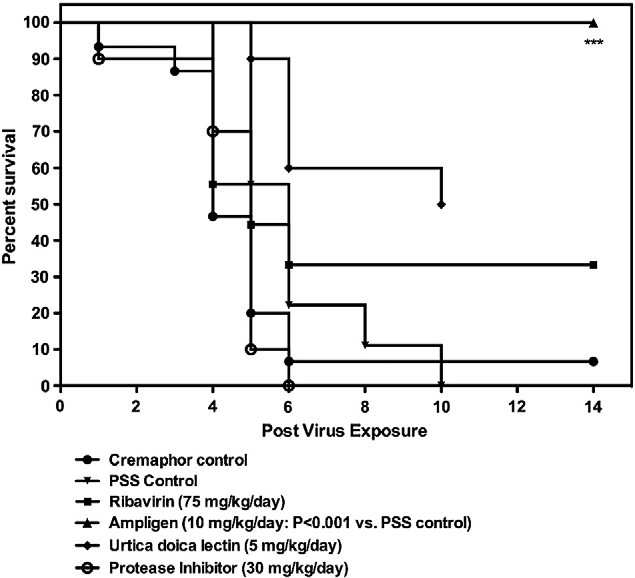 100
90
80
70
60
50
40
30
20
10
0
Percent survival
***
0 2 4 6 8 10 12 14
Post Virus Exposure
Cremaphor control
PSS Control
Ribavirin (75 mg/kg/day)
Ampligen (10 mg/kg/day: P<0.001 vs. PSS control)
Urtica doica lectin (5 mg/kg/day)
Protease Inhibitor (30 mg/kg/day)